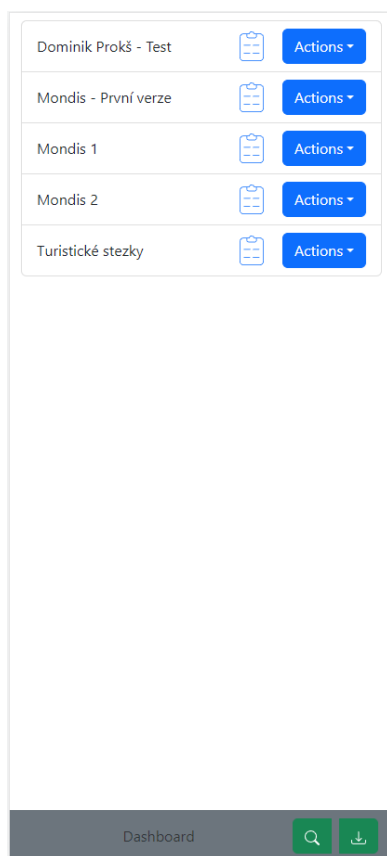 Dominik Prokš - Test Actions
Mondis - První verze Actions
Mondis 1 Actions
Mondis 2 Actions
Turistické stezky Actions
Dashboard